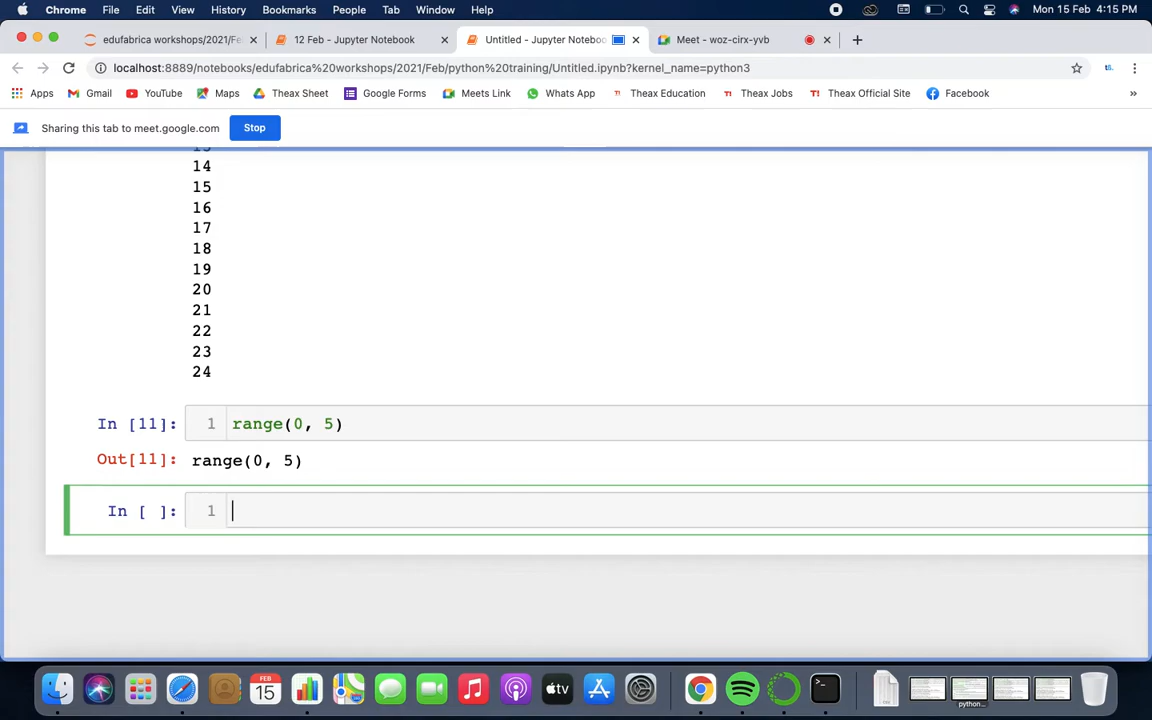 Chrome File Edit View History Bookmarks People Tab Window Help Mon 15 Feb 4:15 PM
edufabrica workshops/2021/Fe 12 Feb - Jupyter Notebook Untitled - Jupyter Noteboo Meet - woz-cirx-yvb
localhost:8889/notebooks/edufabrica%20workshops/2021/Feb/python%20training/Untitled.ipynb?kernel_name=python3
Apps Gmail YouTube Maps Theax Sheet Google Forms Meets Link Whats App Theax Education Theax Jobs Theax Official Site Facebook »
Sharing this tab to meet.google.com Stop
14
15
16
17
18
19
20
21
22
23
24
In [11]: 1 range(0, 5)
Out[11]: range(0, 5)
In [ ]: 1
FEB
15
tv
python...